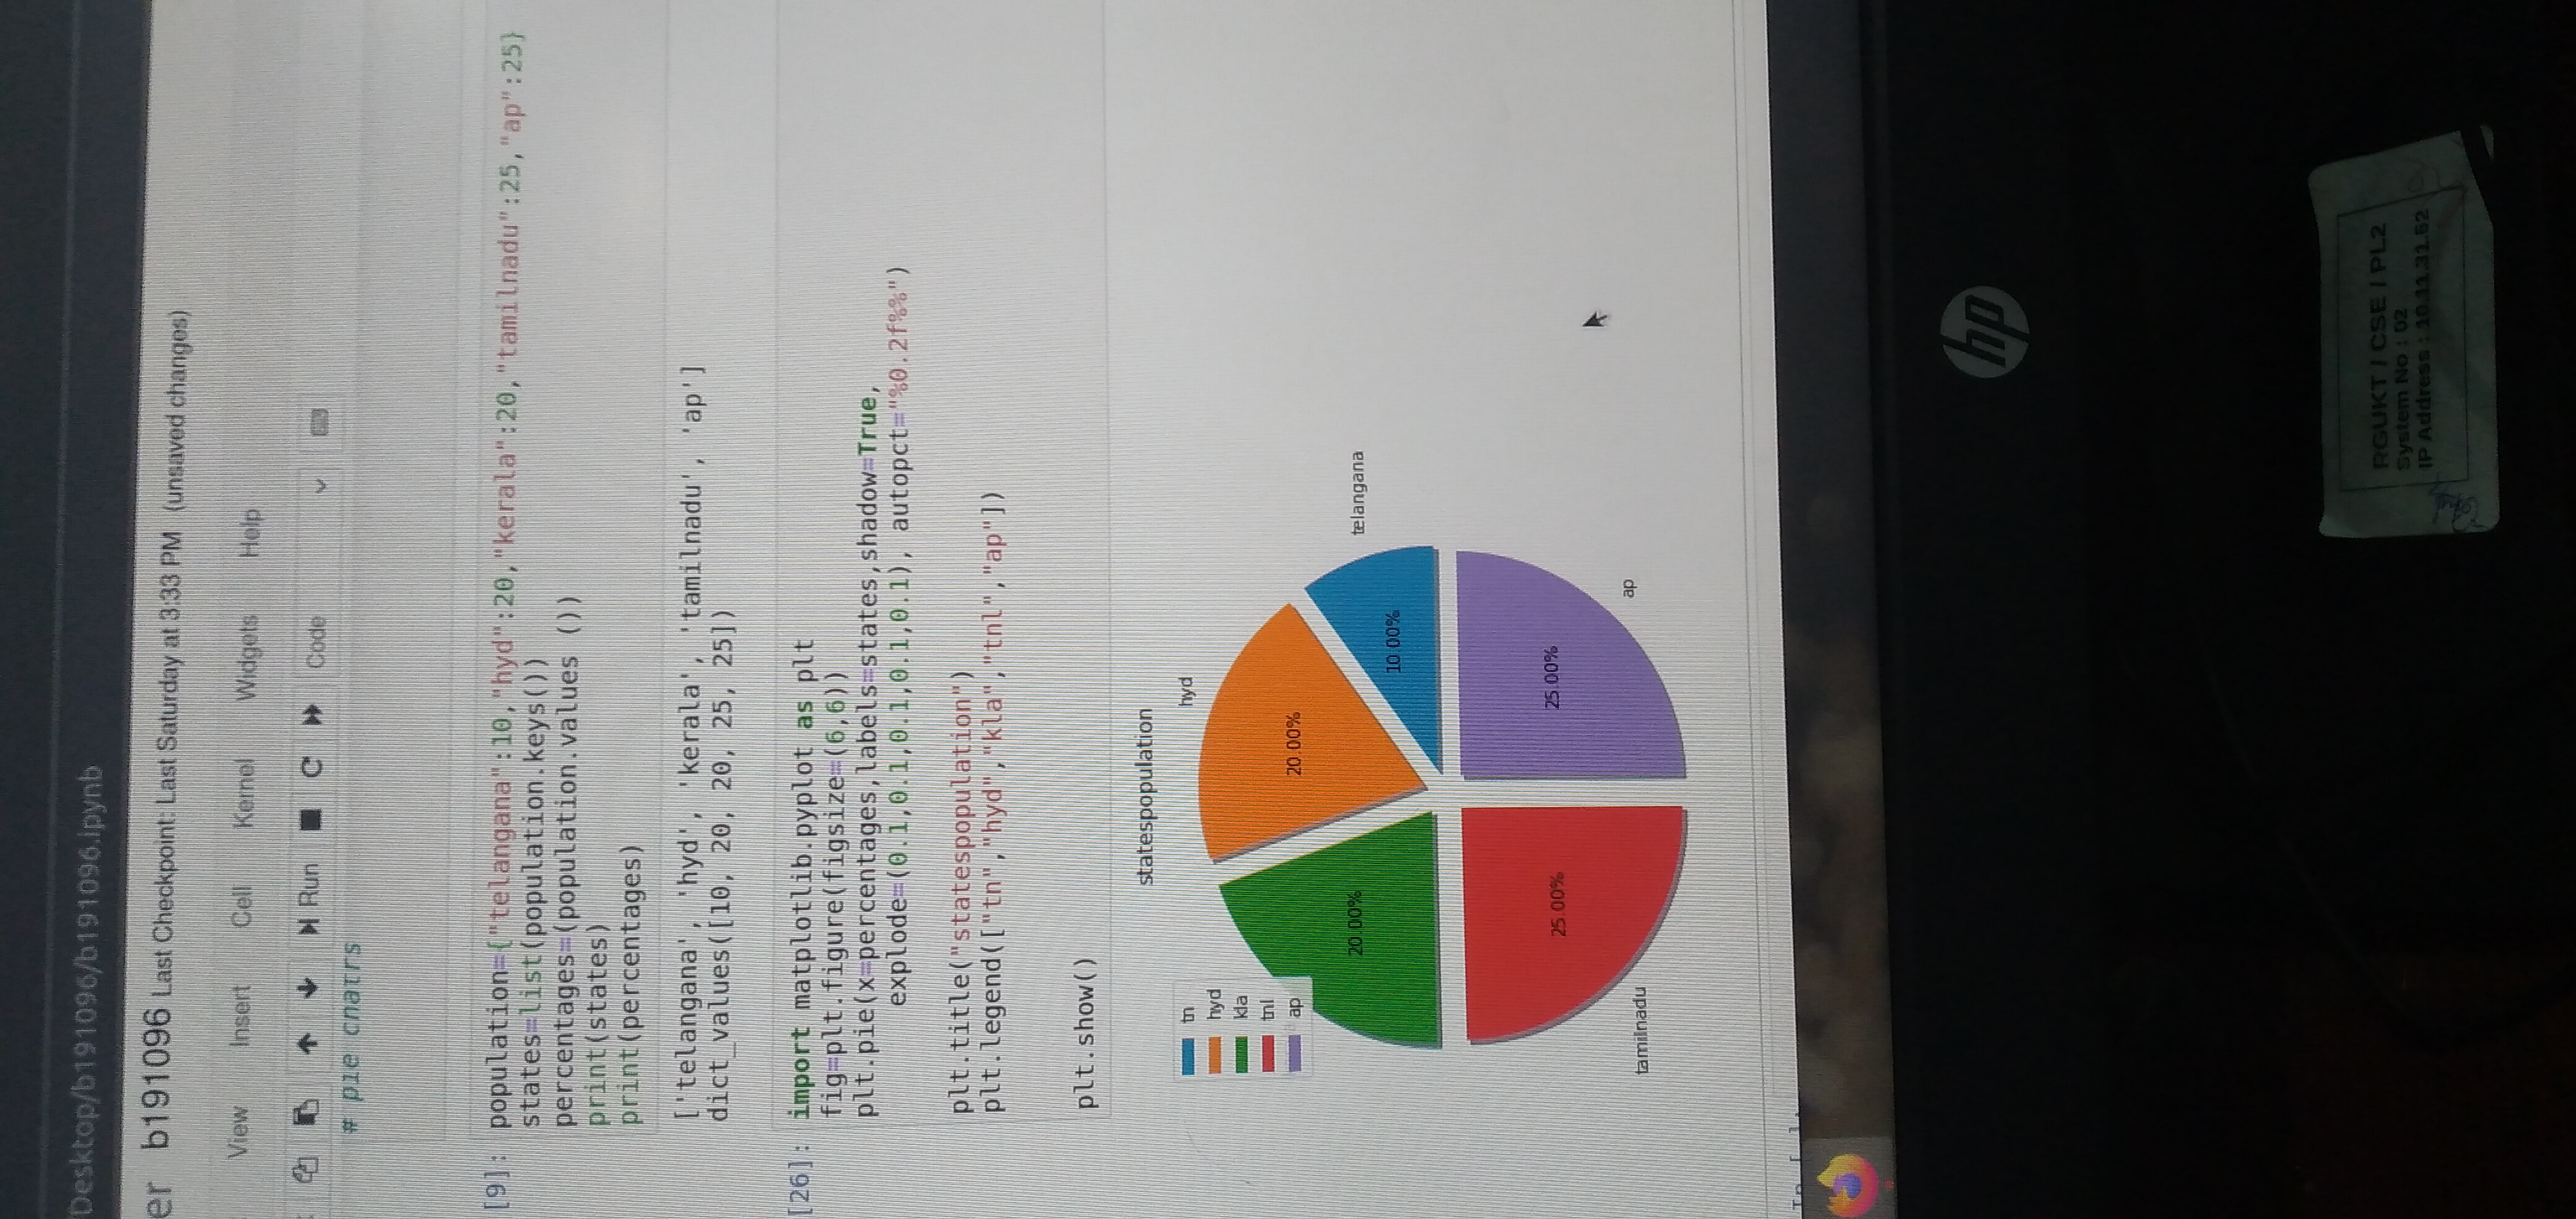 Desktop/b191096/b191096.ipynb
er b191096 Last Checkpoint: Last Saturday at 3:33 PM (unsaved changes)
View Insert Cell Kernel Widgets Help
Run Code
# pie chatrs
[9]: population={"telangana":10,"hyd":20,"kerala":20,"tamilnadu":25,"ap":25}
states=list(population.keys())
percentages=(population.values ())
print(states)
print(percentages)
['telangana', 'hyd', 'kerala', 'tamilnadu', 'ap']
dict_values([10, 20, 20, 25, 25])
[26]: import matplotlib.pyplot as plt
fig=plt.figure(figsize=(6,6))
plt.pie(x=percentages,labels=states,shadow=True,
explode=(0.1,0.1,0.1,0.1,0.1), autopct="%0.2f%%")
plt.title("statespopulation")
plt.legend(["tn","hyd","kla","tnl","ap"])
plt.show()
statespopulation
tn
hyd
kla
tnl
ap
hyd
20.00%
20.00%
telangana
10.00%
25.00%
25.00%
tamilnadu
ap
In [ ]:
hp
RGUKT / CSE / PL2
System No : 02
IP Address : 10.11.31.52